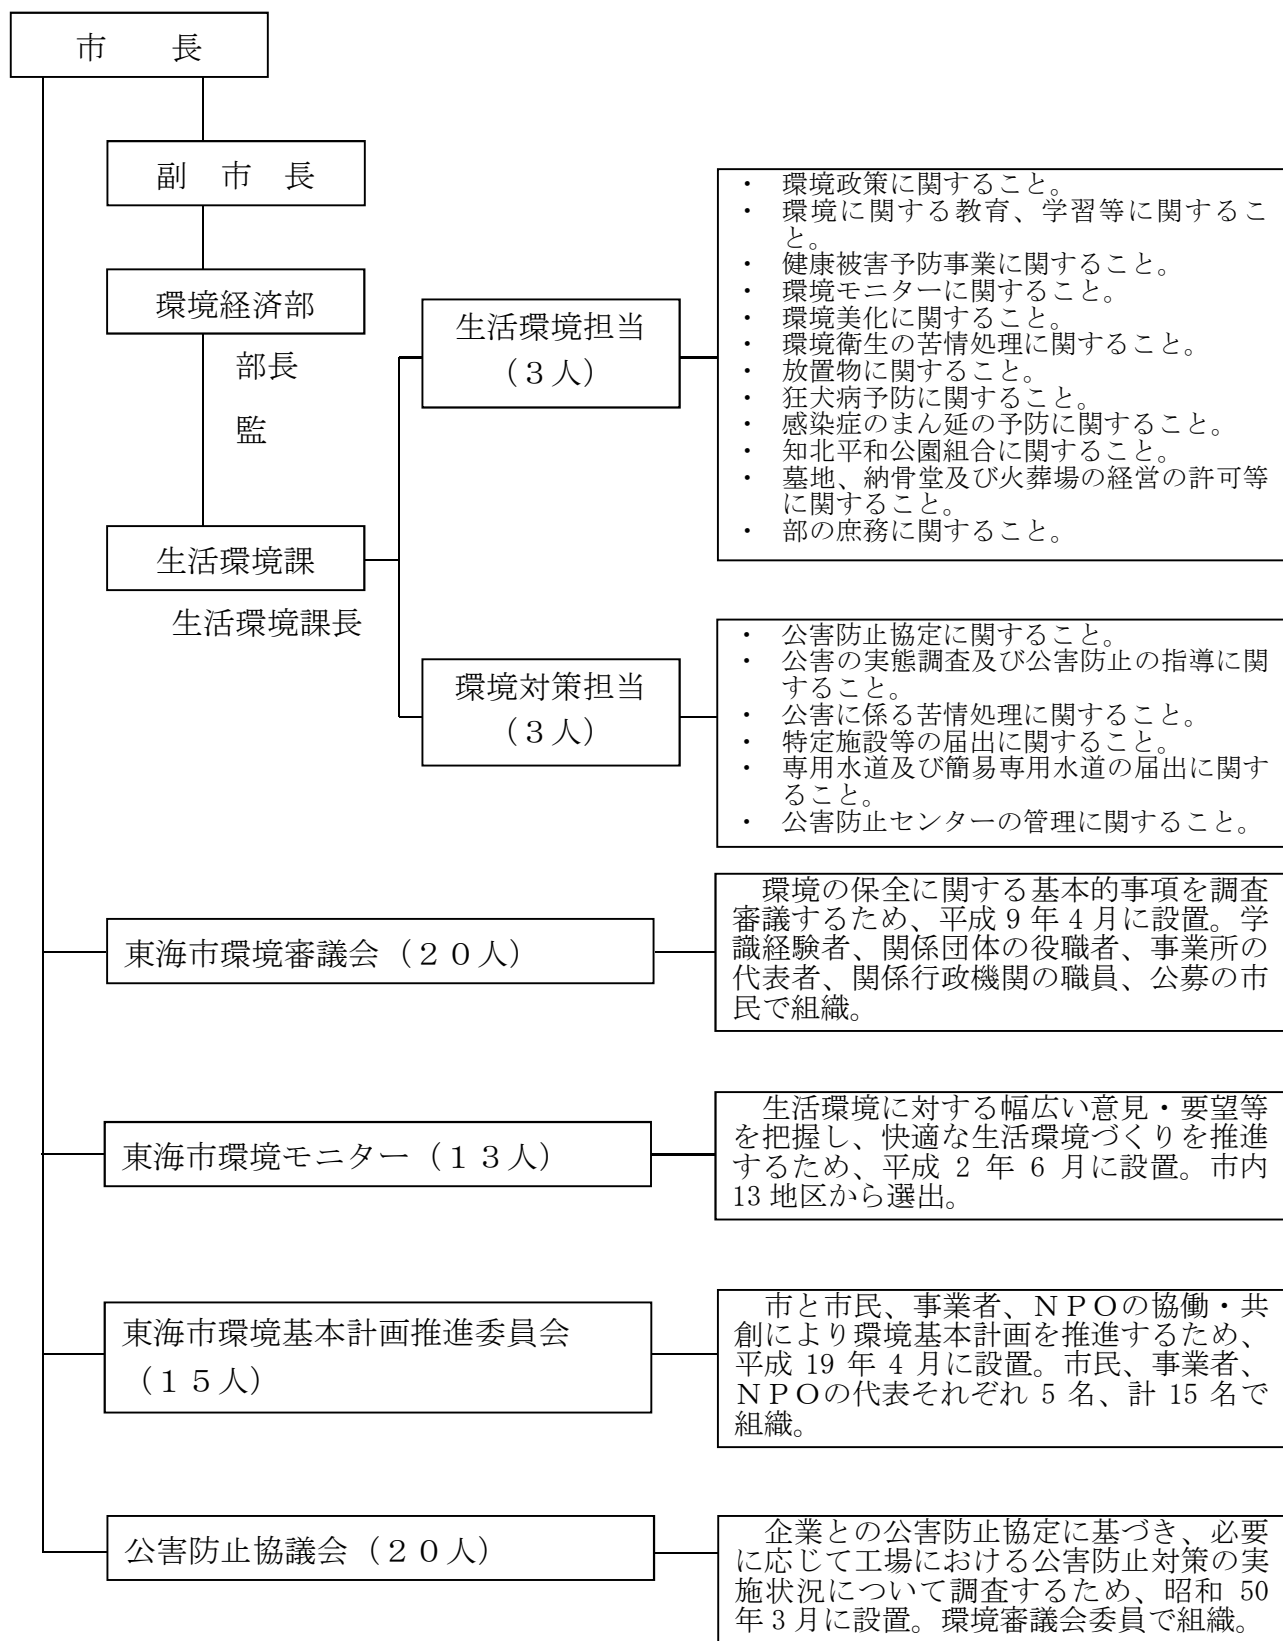 市　　長
副　市　長
環境経済部
部長
監
生活環境課
生活環境課長
生活環境担当
（３人）
・　環境政策に関すること。
・　環境に関する教育、学習等に関するこ
と。
・　健康被害予防事業に関すること。
・　環境モニターに関すること。
・　環境美化に関すること。
・　環境衛生の苦情処理に関すること。
・　放置物に関すること。
・　狂犬病予防に関すること。
・　感染症のまん延の予防に関すること。
・　知北平和公園組合に関すること。
・　墓地、納骨堂及び火葬場の経営の許可等
に関すること。
・　部の庶務に関すること。
環境対策担当
（３人）
・　公害防止協定に関すること。
・　公害の実態調査及び公害防止の指導に関
すること。
・　公害に係る苦情処理に関すること。
・　特定施設等の届出に関すること。
・　専用水道及び簡易専用水道の届出に関す
ること。
・　公害防止センターの管理に関すること。
東海市環境審議会（２０人）
環境の保全に関する基本的事項を調査
審議するため、平成 9 年 4 月に設置。学
識経験者、関係団体の役職者、事業所の
代表者、関係行政機関の職員、公募の市
民で組織。
東海市環境モニター（１３人）
生活環境に対する幅広い意見・要望等
を把握し、快適な生活環境づくりを推進
するため、平成 2 年 6 月に設置。市内
13 地区から選出。
東海市環境基本計画推進委員会
（１５人）
市と市民、事業者、ＮＰＯの協働・共
創により環境基本計画を推進するため、
平成 19 年 4 月に設置。市民、事業者、
ＮＰＯの代表それぞれ 5 名、計 15 名で
組織。
公害防止協議会（２０人）
企業との公害防止協定に基づき、必要
に応じて工場における公害防止対策の実
施状況について調査するため、昭和 50
年 3 月に設置。環境審議会委員で組織。